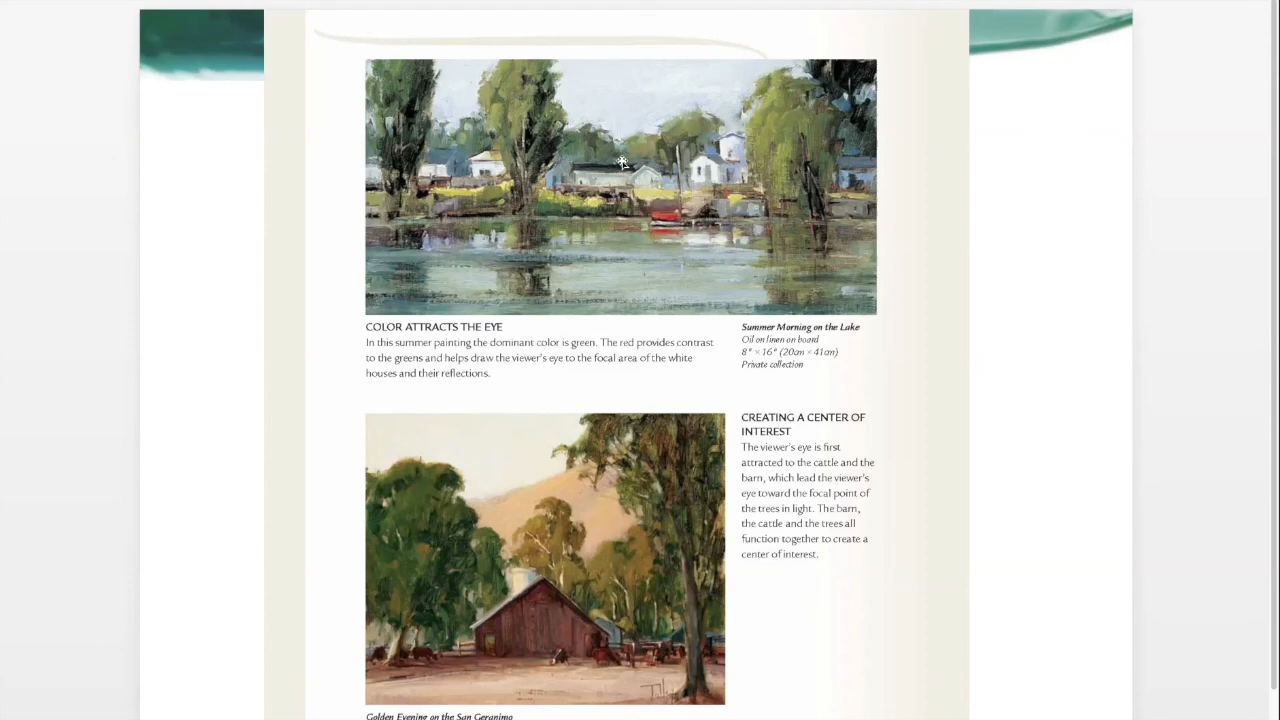 COLOR ATTRACTS THE EYE
In this summer painting the dominant color is green. The red provides contrast
to the greens and helps draw the viewer's eye to the focal area of the white
houses and their reflections.
Summer Morning on the Lake
Oil on linen on board
8" × 16" (20cm × 41cm)
Private collection
CREATING A CENTER OF
INTEREST
The viewer's eye is first
attracted to the cattle and the
barn, which lead the viewer's
eye toward the focal point of
the trees in light. The barn,
the cattle and the trees all
function together to create a
center of interest.
Golden Evening on the San Geranimo